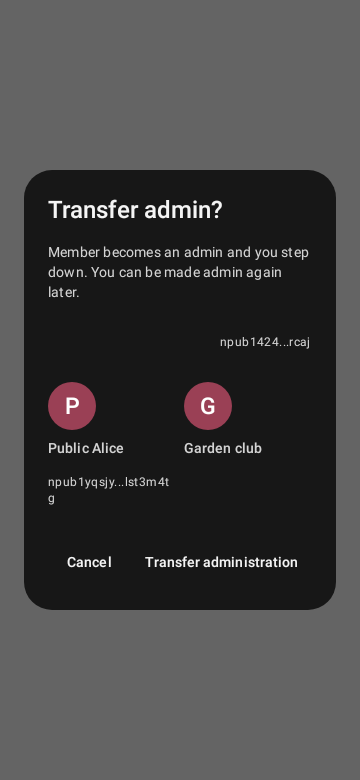 Transfer admin?
Member becomes an admin and you step
down. You can be made admin again
later.
npub1424...rcaj
P
G
Public Alice
Garden club
npub1yqsjy...lst3m4t
g
Cancel
Transfer administration